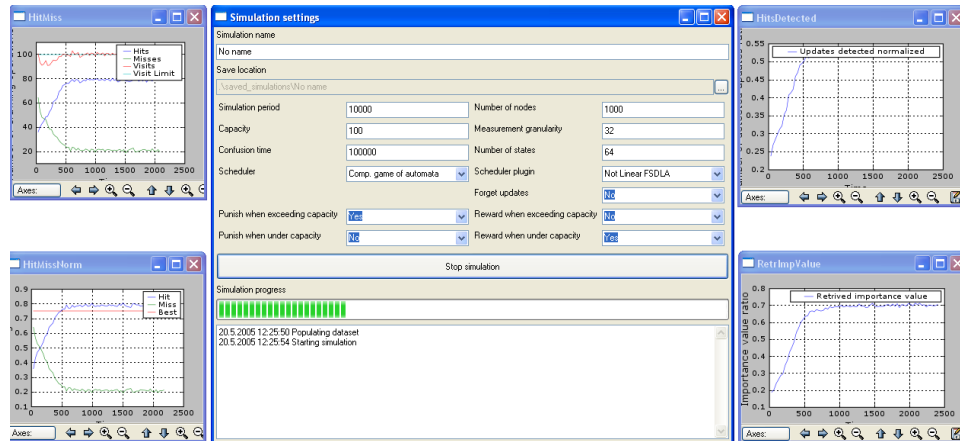 HitMiss
100
80
60
40
20
Hits
Misses
Visits
Visit Limit
0 500 1000 1500 2000 2500
Axes:
HitMissNorm
0.9
0.8
0.7
0.6
0.5
0.4
0.3
0.2
0.1
Hit
Miss
Best
0 500 1000 1500 2000 2500
Axes:
Simulation settings
Simulation name
No name
Save location
.\saved_simulations\No name
...
Simulation period 10000 Number of nodes 1000
Capacity 100 Measurement granularity 32
Confusion time 100000 Number of states 64
Scheduler Comp. game of automata Scheduler plugin Not Linear FSDLA
Forget updates No
Punish when exceeding capacity Yes Reward when exceeding capacity No
Punish when under capacity No Reward when under capacity Yes
Stop simulation
Simulation progress
20.5.2005 12:25:50 Populating dataset
20.5.2005 12:25:54 Starting simulation
HitsDetected
0.55
0.5
0.45
0.4
0.35
0.3
0.25
0.2
Updates detected normalized
0 500 1000 1500 2000 2500
Time
Axes:
RetrImpValue
Importance value ratio
0.8
0.7
0.6
0.5
0.4
0.3
0.2
0.1
Retrived importance value
0 500 1000 1500 2000 2500
Axes: